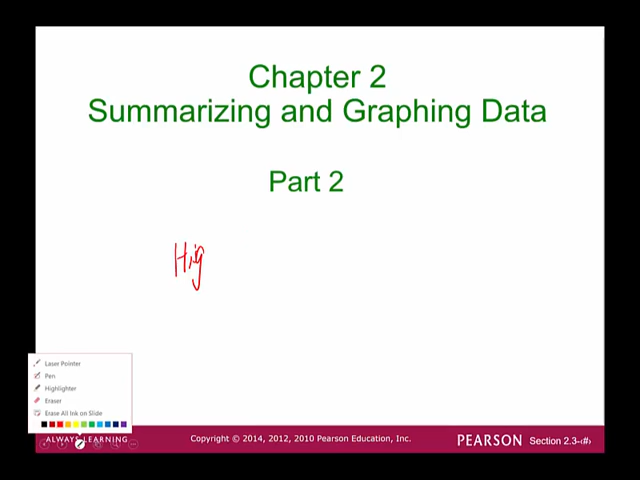 Chapter 2
Summarizing and Graphing Data
Part 2
Hig
Laser Pointer
Pen
Highlighter
Eraser
Erase All Ink on Slide
ALWAYS LEARNING
Copyright © 2014, 2012, 2010 Pearson Education, Inc.
PEARSON
Section 2.3-‹#›